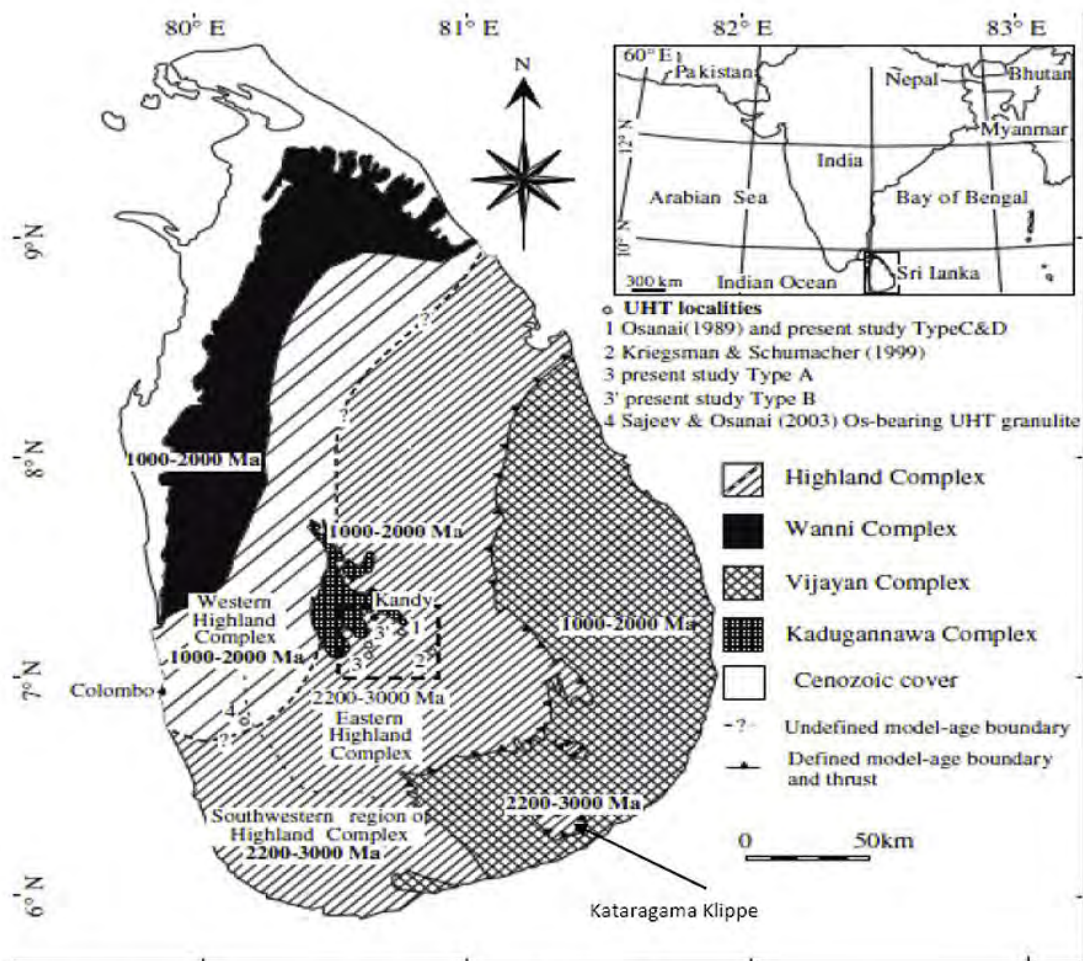 80° E
81° E
82° E
83° E
N
60° E
Pakistan
Nepal
Bhutan
12° N
Myanmar
India
Arabian Sea
Bay of Bengal
10° N
Sri Lanka
300 km
Indian Ocean
9° N
UHT localities
1 Osanai(1989) and present study TypeC&D
2 Kriegsman & Schumacher (1999)
3 present study Type A
3' present study Type B
4 Sajeev & Osanai (2003) Os-bearing UHT granulite
?
?
8° N
1000-2000 Ma
Highland Complex
Wanni Complex
1000-2000 Ma
Vijayan Complex
Western
Highland
Complex
1000-2000 Ma
Kandy
3'
1
3
2
1000-2000 Ma
Kadugannawa Complex
7° N
Colombo
Cenozoic cover
2200-3000 Ma
Eastern
Highland
Complex
4
?
-?- Undefined model-age boundary
Defined model-age boundary
and thrust
2200-3000 Ma
Southwestern region of
Highland Complex
2200-3000 Ma
0 50km
6° N
Kataragama Klippe